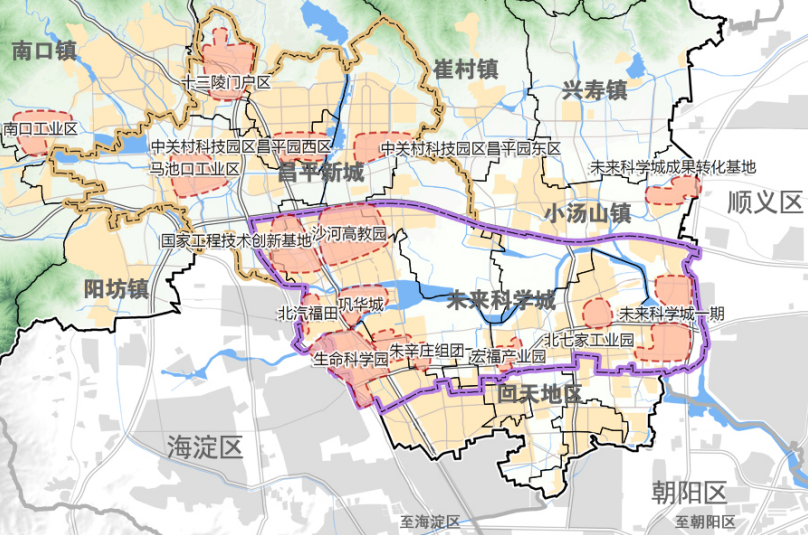 南口镇
崔村镇
十三陵门户区
兴寿镇
南口工业区
中关村科技园区昌平园西区
中关村科技园区昌平园东区
马池口工业区
昌平新城
未来科学城成果转化基地
顺义区
小汤山镇
国家工程技术创新基地
沙河高教园
阳坊镇
未来科学城
巩华城
北汽福田
未来科学城一期
北七家工业园
朱辛庄组团
宏福产业园
生命科学园
回天地区
海淀区
朝阳区
至海淀区
至朝阳区